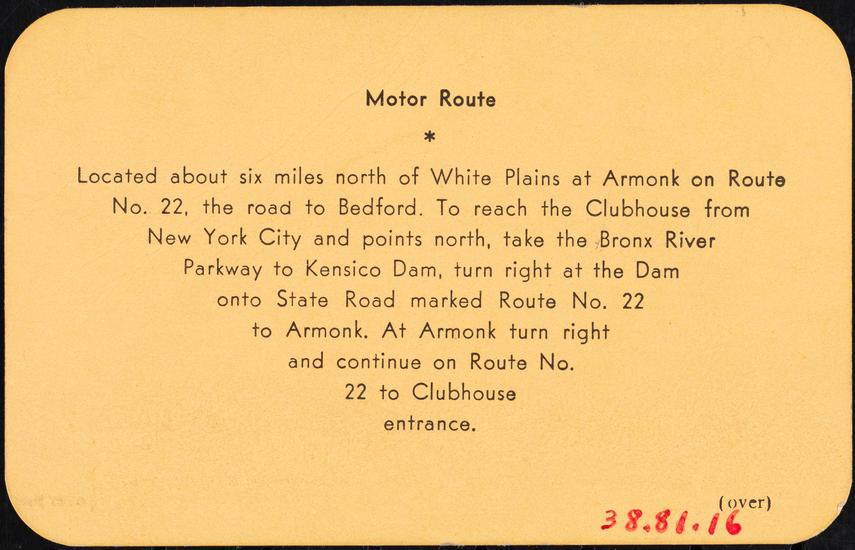 Motor Route
*
Located about six miles north of White Plains at Armonk on Route
No. 22, the road to Bedford. To reach the Clubhouse from
New York City and points north, take the Bronx River
Parkway to Kensico Dam, turn right at the Dam
onto State Road marked Route No. 22
to Armonk. At Armonk turn right
and continue on Route No.
22 to Clubhouse
entrance.
(over)
38.81.16